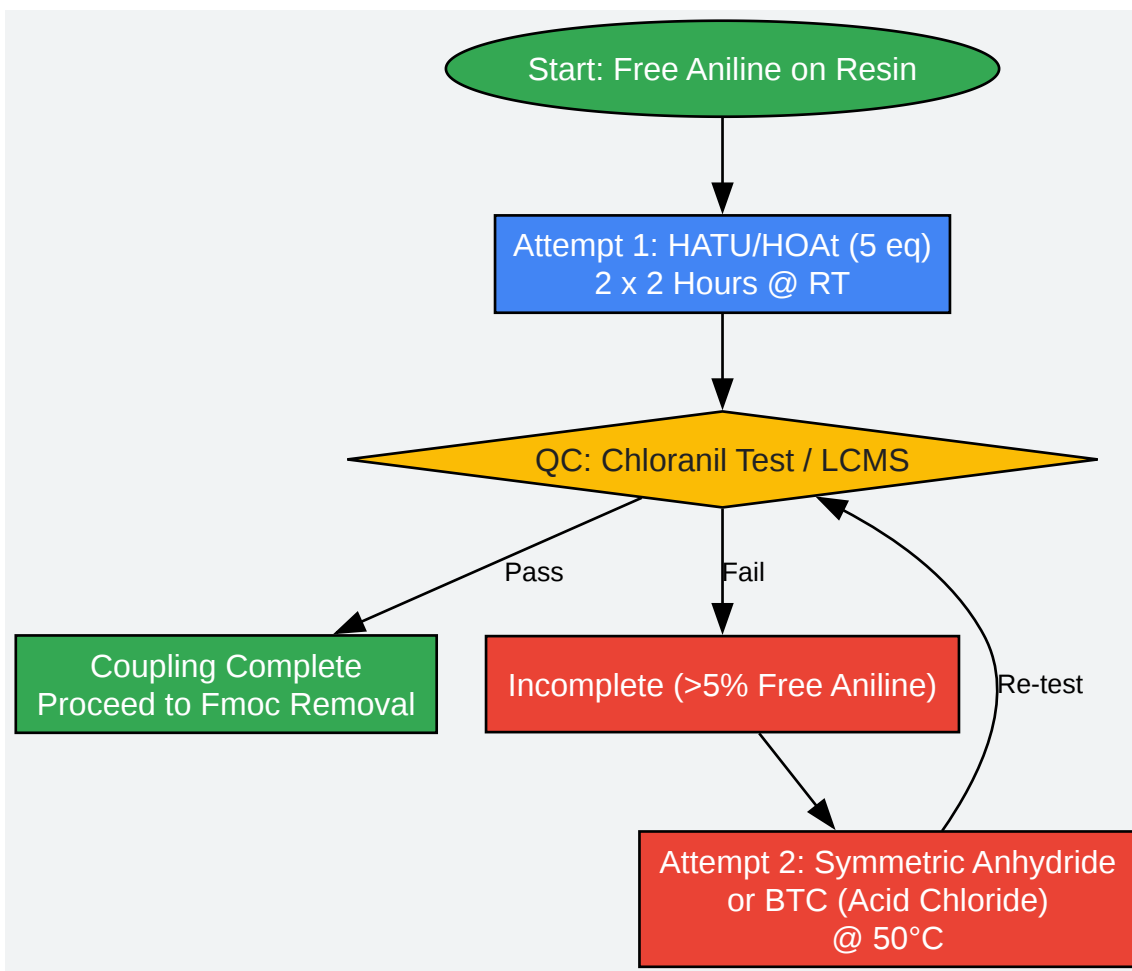 Start: Free Aniline on Resin
Attempt 1: HATU/HOAt (5 eq)
2 x 2 Hours @ RT
QC: Chloranil Test / LCMS
Pass
Fail
Coupling Complete
Proceed to Fmoc Removal
Incomplete (>5% Free Aniline)
Re-test
Attempt 2: Symmetric Anhydride
or BTC (Acid Chloride)
@ 50°C